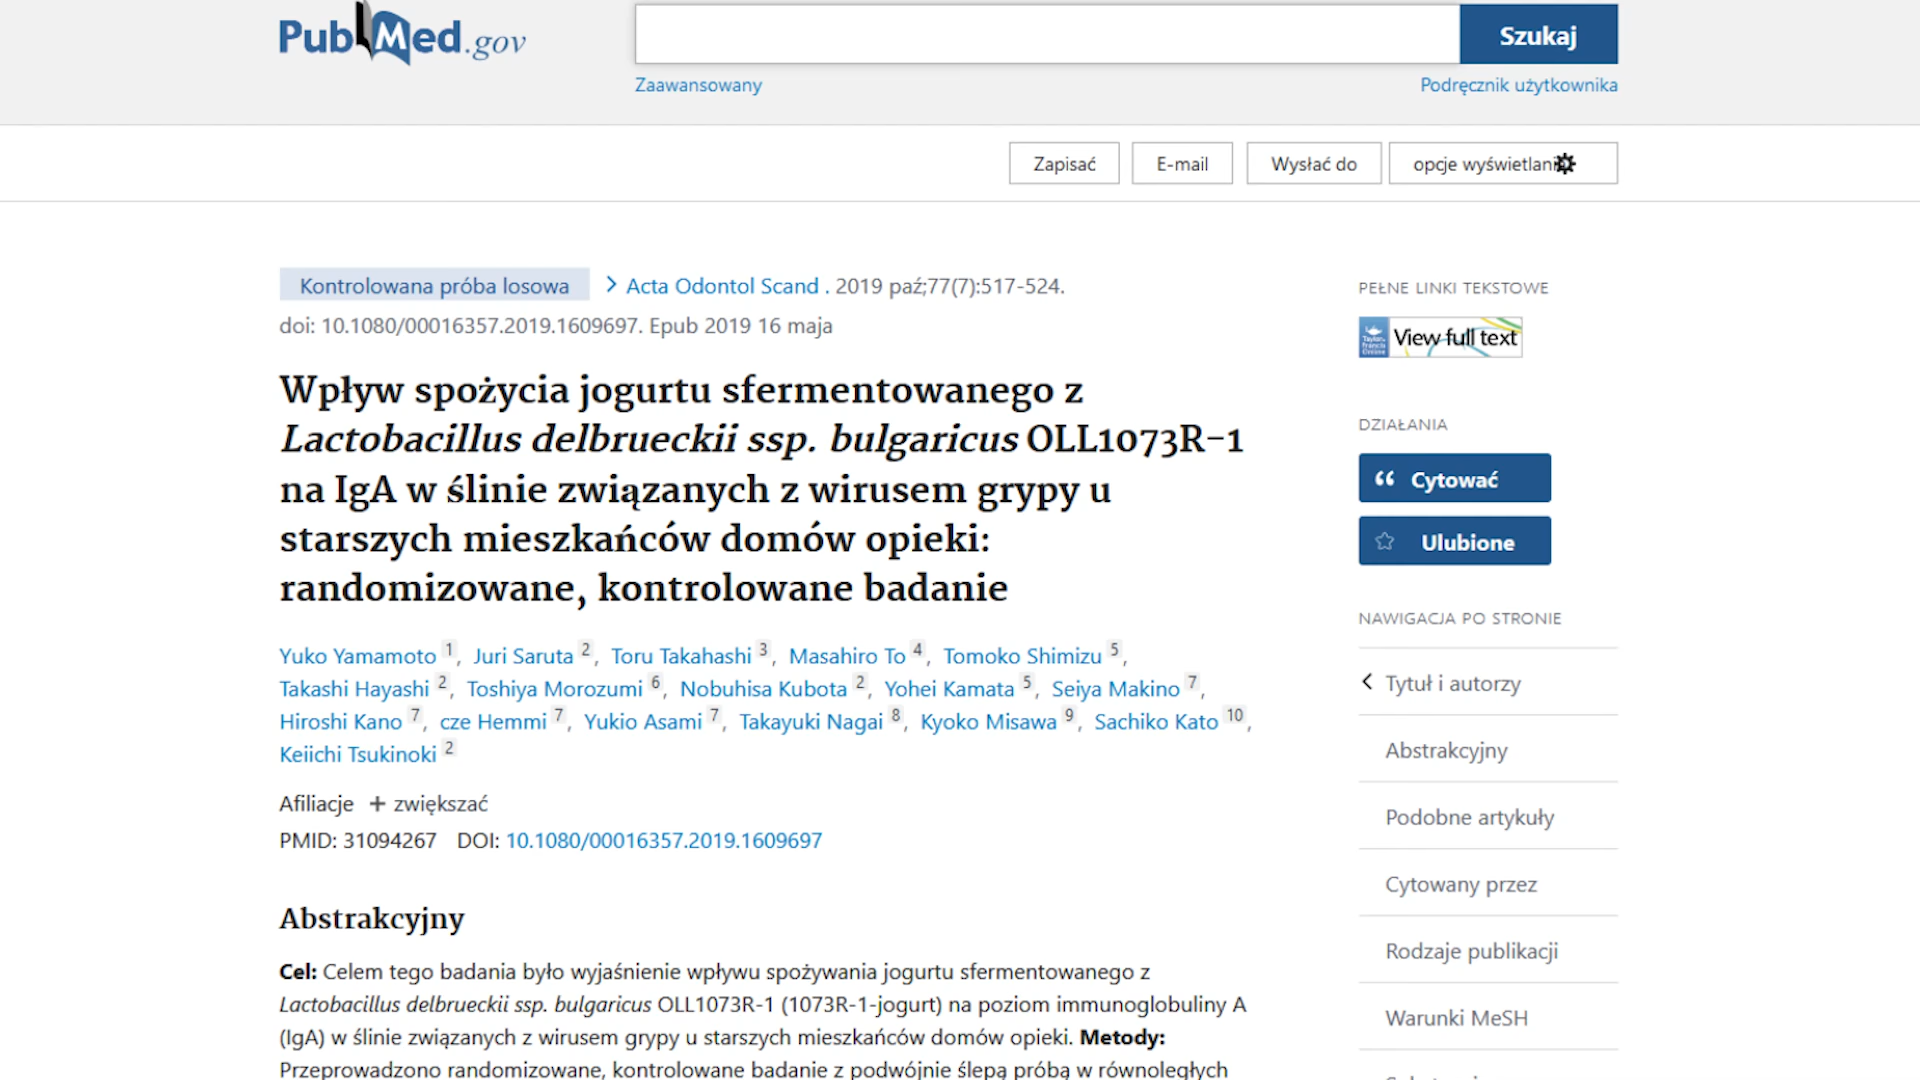 PubMed.gov
Szukaj
Zaawansowany
Podręcznik użytkownika
Zapisać
E-mail
Wysłać do
opcje wyświetlania
Kontrolowana próba losowa > Acta Odontol Scand . 2019 paź;77(7):517-524.
doi: 10.1080/00016357.2019.1609697. Epub 2019 16 maja
Wpływ spożycia jogurtu sfermentowanego z
Lactobacillus delbrueckii ssp. bulgaricus OLL1073R-1
na IgA w ślinie związanych z wirusem grypy u
starszych mieszkańców domów opieki:
randomizowane, kontrolowane badanie
Yuko Yamamoto 1, Juri Saruta 2, Toru Takahashi 3, Masahiro To 4, Tomoko Shimizu 5,
Takashi Hayashi 2, Toshiya Morozumi 6, Nobuhisa Kubota 2, Yohei Kamata 5, Seiya Makino 7,
Hiroshi Kano 7, cze Hemmi 7, Yukio Asami 7, Takayuki Nagai 8, Kyoko Misawa 9, Sachiko Kato 10,
Keiichi Tsukinoki 2
Afiliacje + zwiększać
PMID: 31094267 DOI: 10.1080/00016357.2019.1609697
Abstrakcyjny
Cel: Celem tego badania było wyjaśnienie wpływu spożywania jogurtu sfermentowanego z
Lactobacillus delbrueckii ssp. bulgaricus OLL1073R-1 (1073R-1-jogurt) na poziom immunoglobuliny A
(IgA) w ślinie związanych z wirusem grypy u starszych mieszkańców domów opieki. Metody:
Przeprowadzono randomizowane, kontrolowane badanie z podwójnie ślepą próbą w równoległych
PEŁNE LINKI TEKSTOWE
View full text
DZIAŁANIA
Cytować
Ulubione
NAWIGACJA PO STRONIE
Tytuł i autorzy
Abstrakcyjny
Podobne artykuły
Cytowany przez
Rodzaje publikacji
Warunki MeSH